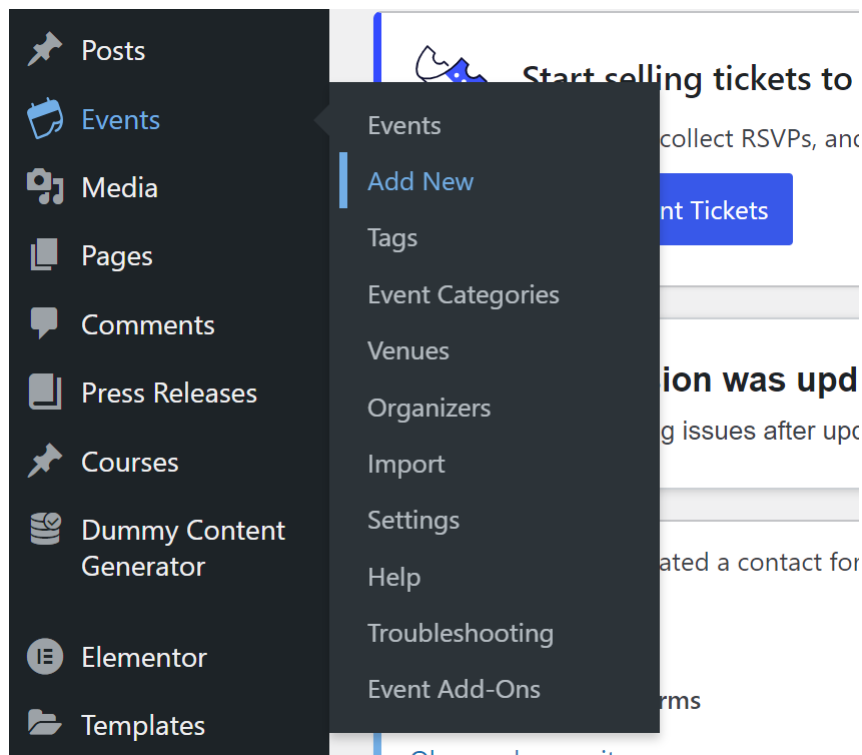 Posts
Events
Media
Pages
Comments
Press Releases
Courses
Dummy Content
Generator
Elementor
Templates
Events
Add New
Tags
Event Categories
Venues
Organizers
Import
Settings
Help
Troubleshooting
Event Add-Ons
Start selling tickets to
collect RSVPs, and
nt Tickets
ion was upd
g issues after upd
ated a contact for
rms